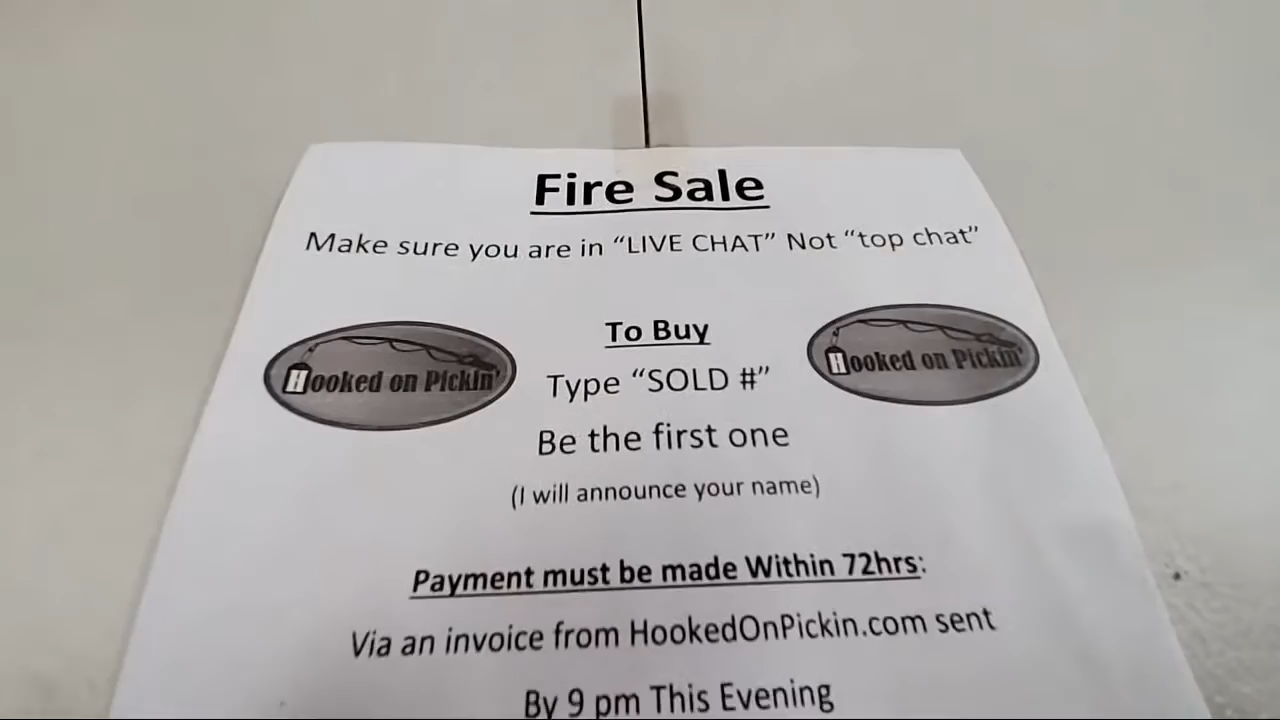 Fire Sale
Make sure you are in “LIVE CHAT” Not “top chat”
Hooked on Pickin'
To Buy
Hooked on Pickin'
Type “SOLD #”
Be the first one
(I will announce your name)
Payment must be made Within 72hrs:
Via an invoice from HookedOnPickin.com sent
By 9 pm This Evening